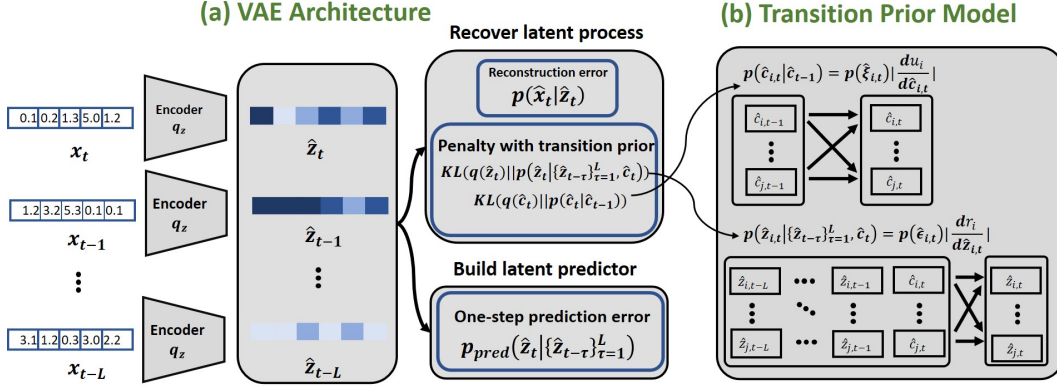 (a) VAE Architecture
0.1 0.2 1.3 5.0 1.2
x_t
Encoder
q_z
ẑ_t
1.2 3.2 5.3 0.1 0.1
x_{t-1}
Encoder
q_z
ẑ_{t-1}
3.1 1.2 0.3 3.0 2.2
x_{t-L}
Encoder
q_z
ẑ_{t-L}
Recover latent process
Reconstruction error
p(x̂_t|ẑ_t)
Penalty with transition prior
KL(q(ẑ_t)||p(ẑ_t|{ẑ_{t-τ}}^L_{τ=1}, ĉ_t))
KL(q(ĉ_t)||p(ĉ_t|ĉ_{t-1}))
Build latent predictor
One-step prediction error
p_{pred}(ẑ_t|{ẑ_{t-τ}}^L_{τ=1})
(b) Transition Prior Model
p(ĉ_{i,t}|ĉ_{t-1}) = p(ξ̂_{i,t})|du_i/dĉ_{i,t}|
ĉ_{i,t-1} ĉ_{i,t}
ĉ_{j,t-1} ĉ_{j,t}
p(ẑ_{i,t}|{ẑ_{t-τ}}^L_{τ=1}, ĉ_t) = p(ϵ̂_{i,t})|dr_i/dẑ_{i,t}|
ẑ_{i,t-L} ••• ẑ_{i,t-1} ĉ_{i,t} ẑ_{i,t}
ẑ_{j,t-L} ••• ẑ_{j,t-1} ĉ_{j,t} ẑ_{j,t}